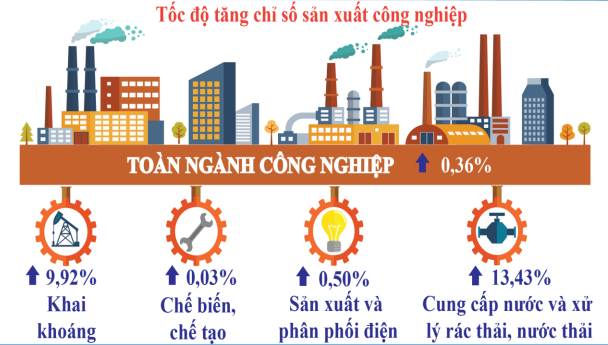 Tốc độ tăng chỉ số sản xuất công nghiệp
TOÀN NGÀNH CÔNG NGHIỆP 0,36%
9,92%
Khai
khoáng
0,03%
Chế biến,
chế tạo
0,50%
Sản xuất và
phân phối điện
13,43%
Cung cấp nước và xử
lý rác thải, nước thải